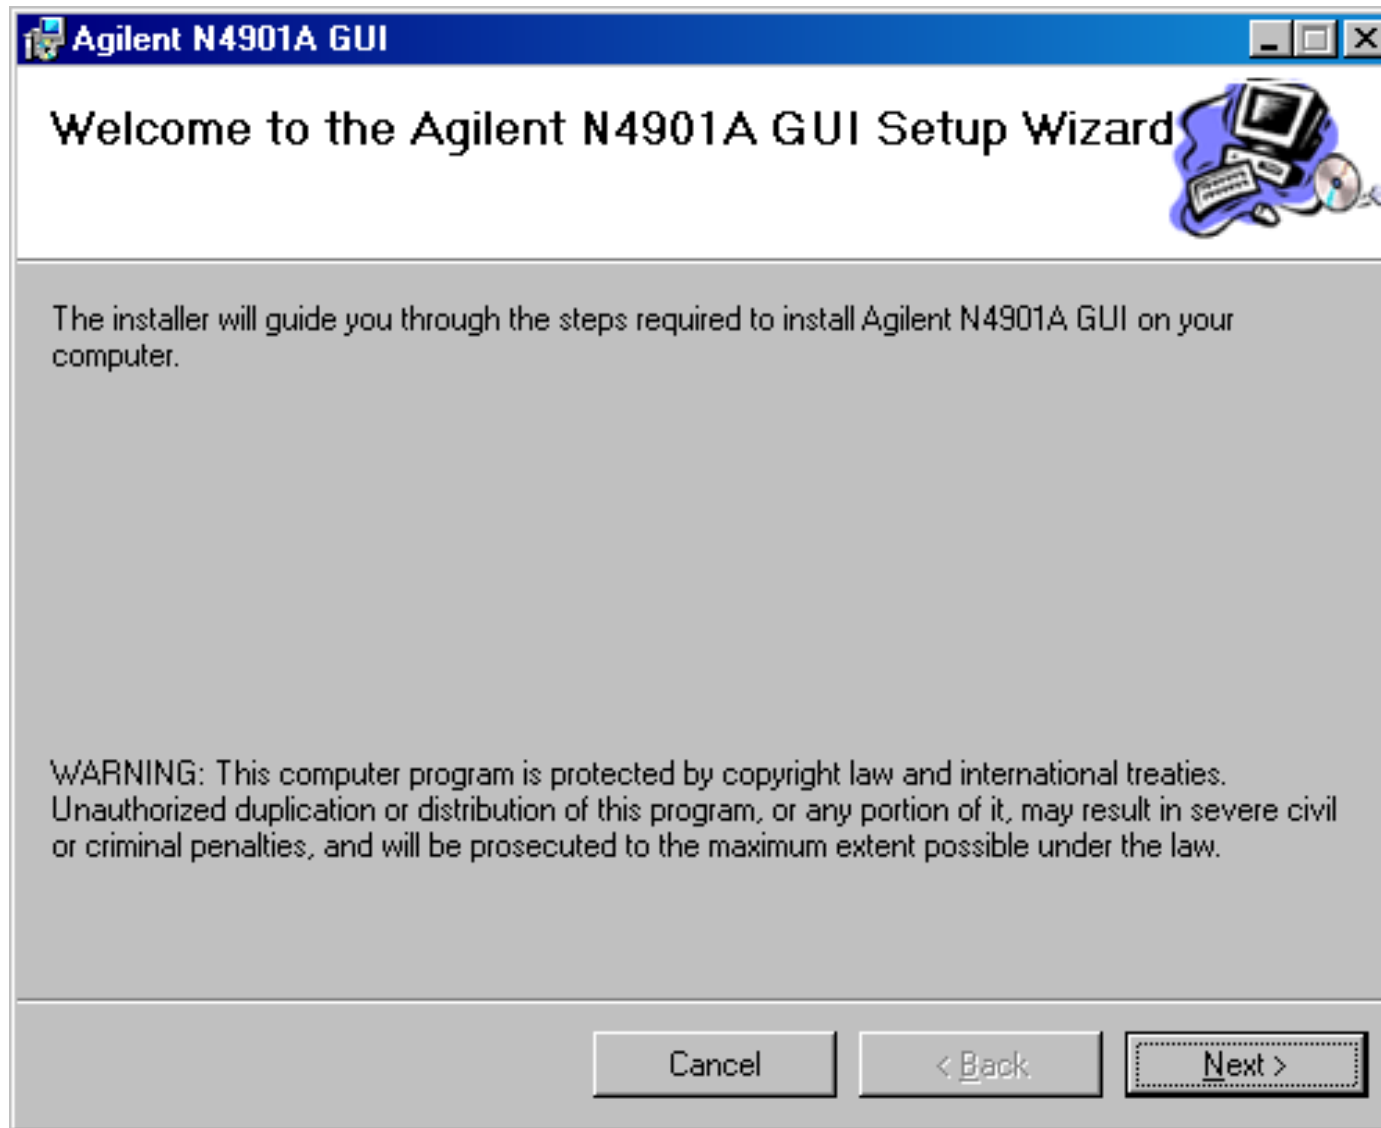 Agilent N4901A GUI
Welcome to the Agilent N4901A GUI Setup Wizard
The installer will guide you through the steps required to install Agilent N4901A GUI on your
computer.
WARNING: This computer program is protected by copyright law and international treaties.
Unauthorized duplication or distribution of this program, or any portion of it, may result in severe civil
or criminal penalties, and will be prosecuted to the maximum extent possible under the law.
Cancel < Back Next >